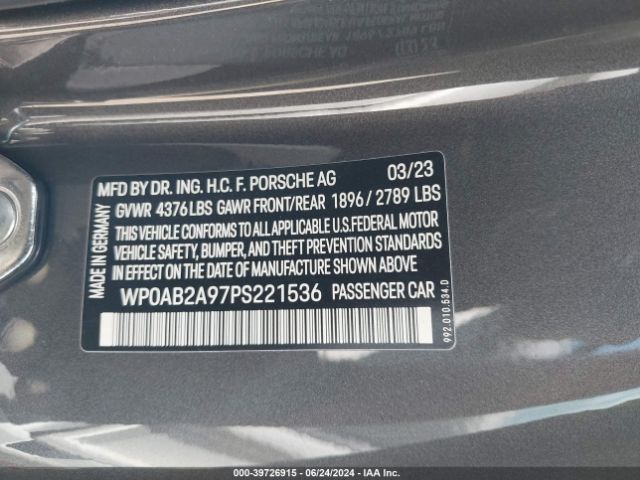 MFD BY DR. ING. H.C. F. PORSCHE AG 03/23
GVWR 4376 LBS GAWR FRONT/REAR 1896 / 2789 LBS
THIS VEHICLE CONFORMS TO ALL APPLICABLE U.S.FEDERAL MOTOR
VEHICLE SAFETY, BUMPER, AND THEFT PREVENTION STANDARDS
IN EFFECT ON THE DATE OF MANUFACTURE SHOWN ABOVE
WP0AB2A97PS221536 PASSENGER CAR
MADE IN GERMANY
992.010.534.D
000-39726915 - 06/24/2024 - IAA Inc.